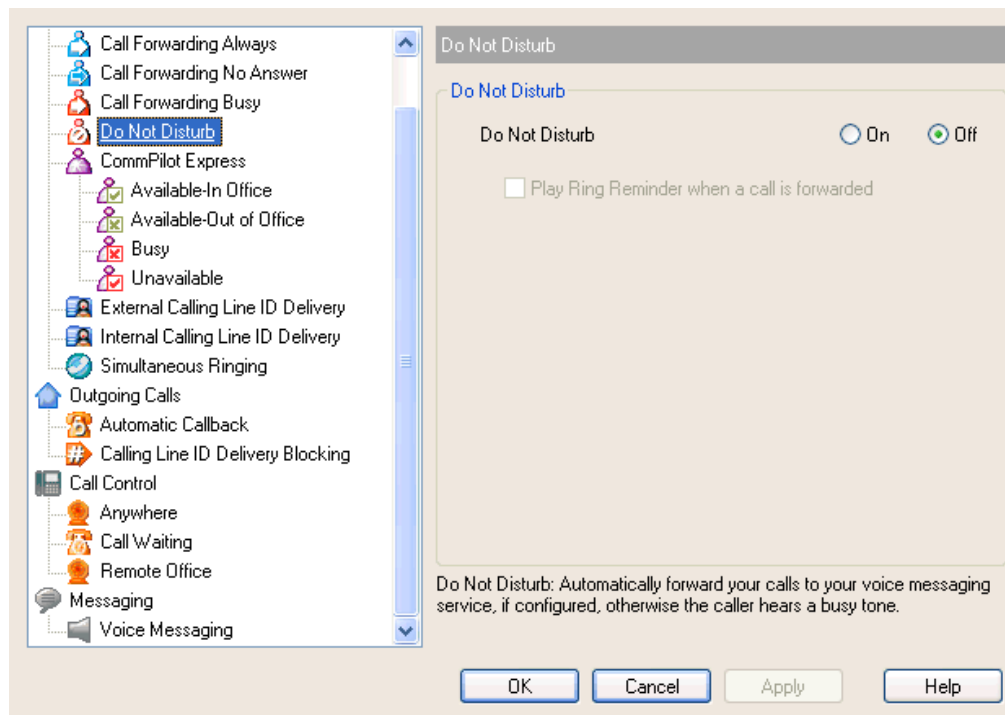 Call Forwarding Always
Call Forwarding No Answer
Call Forwarding Busy
Do Not Disturb
CommPilot Express
Available-In Office
Available-Out of Office
Busy
Unavailable
External Calling Line ID Delivery
Internal Calling Line ID Delivery
Simultaneous Ringing
Outgoing Calls
Automatic Callback
Calling Line ID Delivery Blocking
Call Control
Anywhere
Call Waiting
Remote Office
Messaging
Voice Messaging
Do Not Disturb
Do Not Disturb
Do Not Disturb On Off
Play Ring Reminder when a call is forwarded
Do Not Disturb: Automatically forward your calls to your voice messaging
service, if configured, otherwise the caller hears a busy tone.
OK Cancel Apply Help